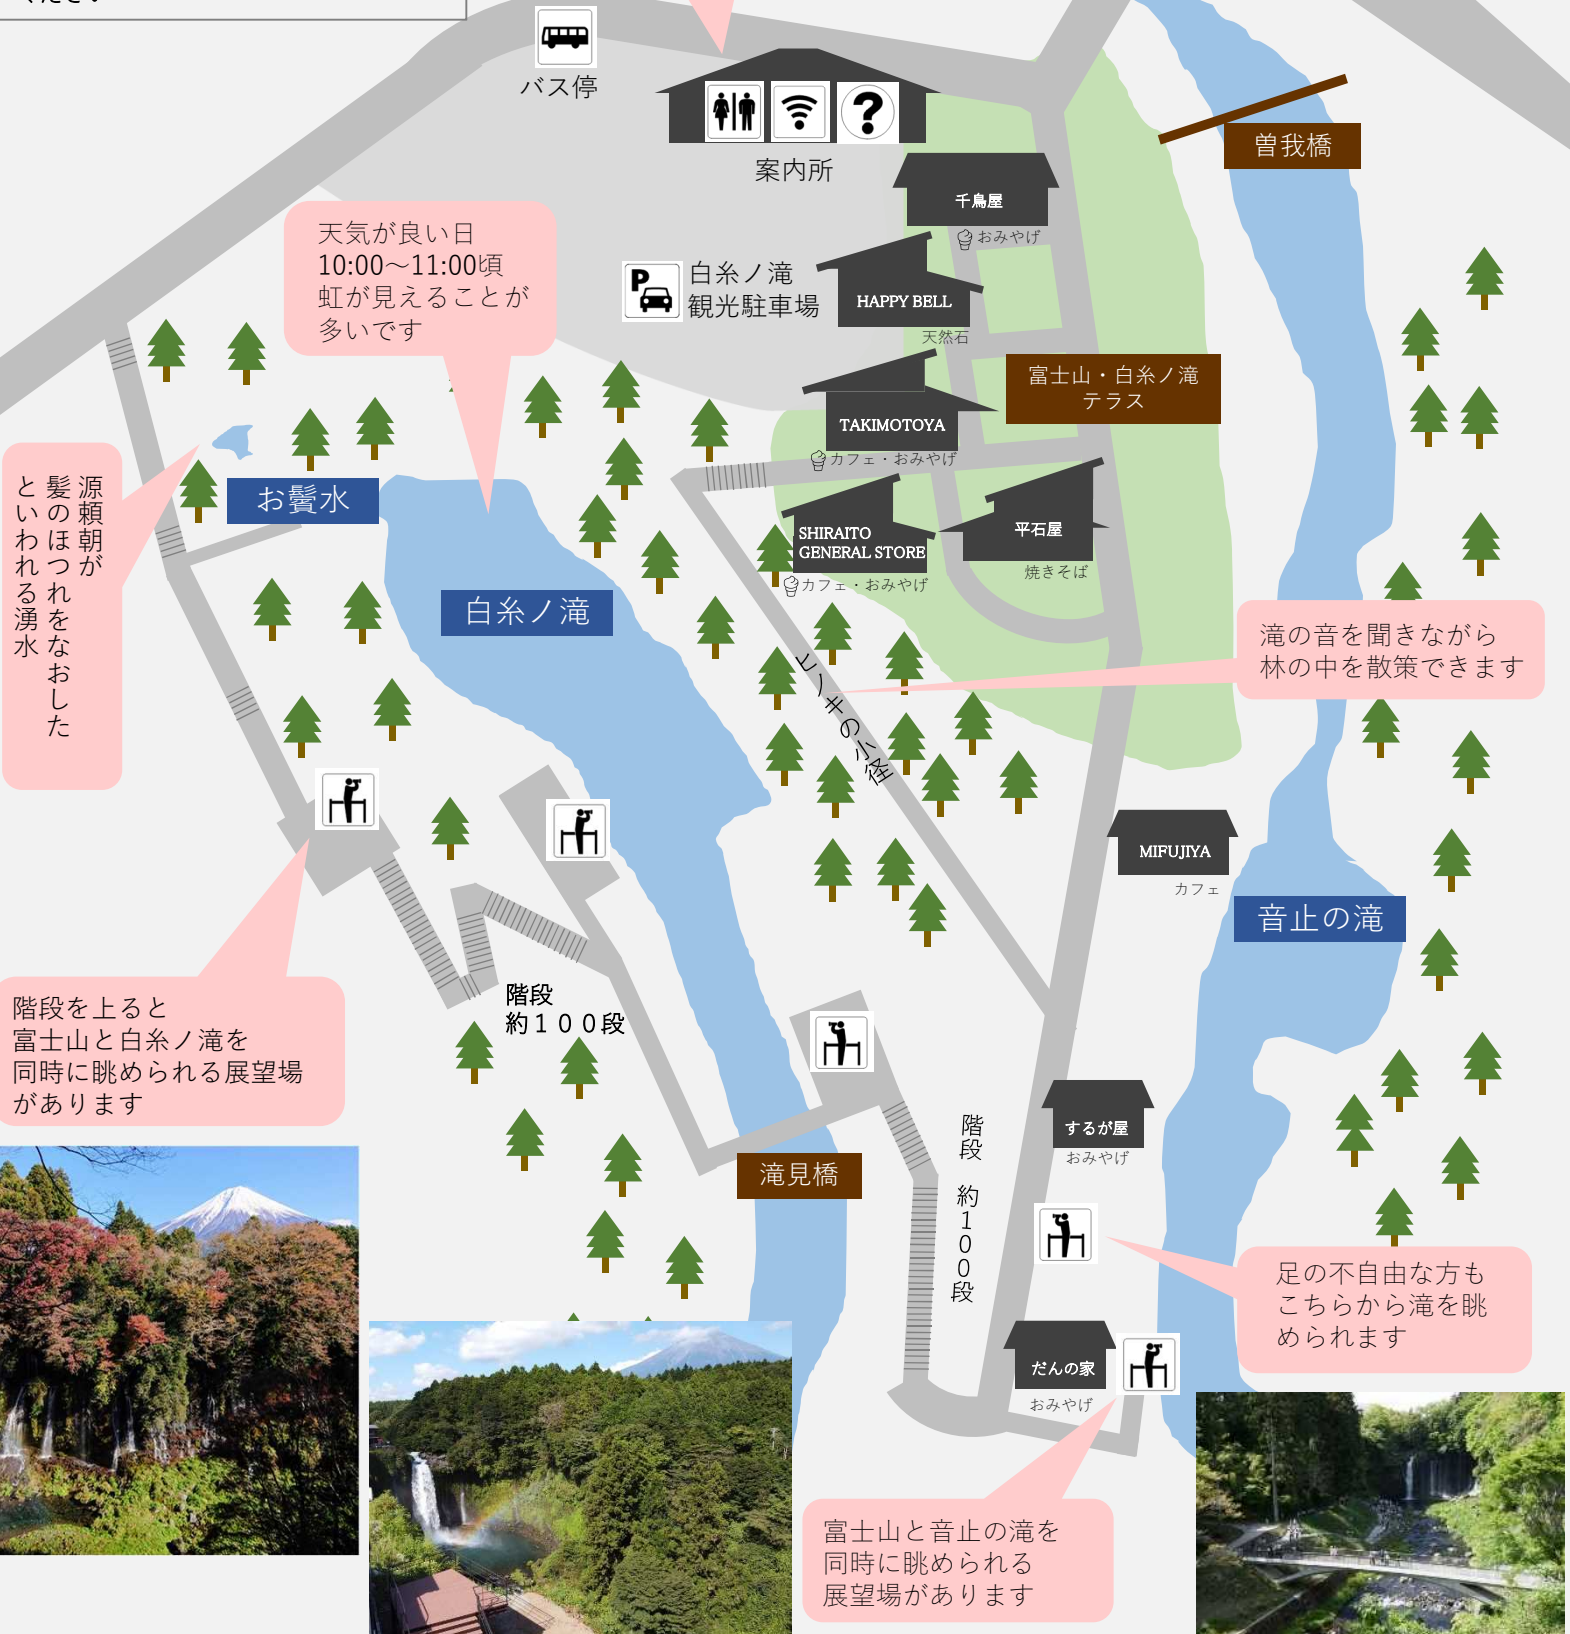 ください
バス停
案内所
曽我橋
千鳥屋
おみやげ
天気が良い日
10:00～11:00頃
虹が見えることが
多いです
P
白糸ノ滝
観光駐車場
HAPPY BELL
天然石
富士山・白糸ノ滝
テラス
TAKIMOTOYA
カフェ・おみやげ
源頼朝が
髪のほつれをなおした
といわれる湧水
お鬢水
SHIRAITO
GENERAL STORE
カフェ・おみやげ
平石屋
焼きそば
白糸ノ滝
滝の音を聞きながら
林の中を散策できます
ヒノキの小径
MIFUJIYA
カフェ
音止の滝
階段
約１００段
階段を上ると
富士山と白糸ノ滝を
同時に眺められる展望場
があります
するが屋
おみやげ
階段 約１００段
滝見橋
足の不自由な方も
こちらから滝を眺
められます
だんの家
おみやげ
富士山と音止の滝を
同時に眺められる
展望場があります